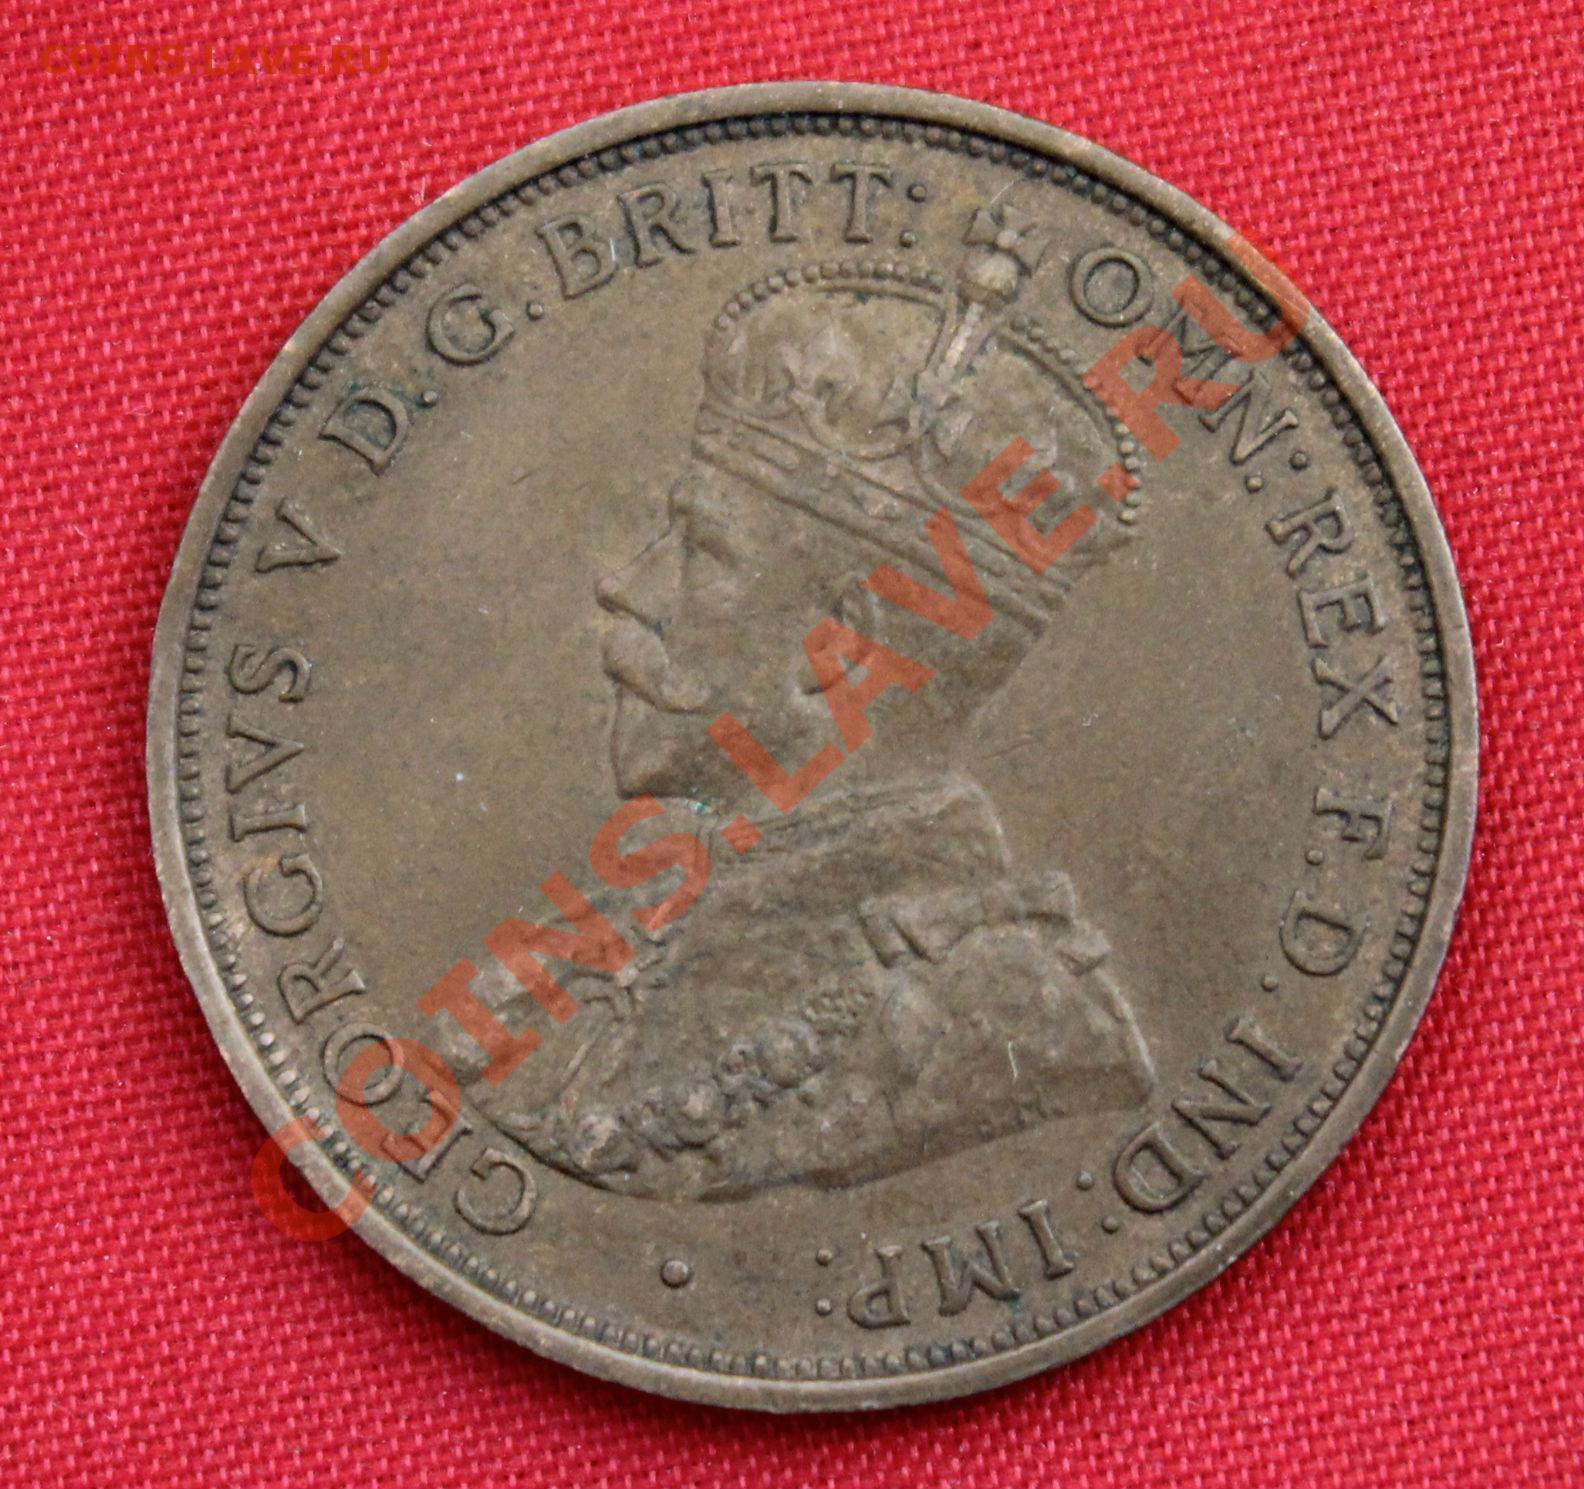 COINS.LAVE.RU
GEORGIVS V D.G.BRITT: OMN:REX F.D.IND:IMP:
B.M.
COINS.LAVE.RU